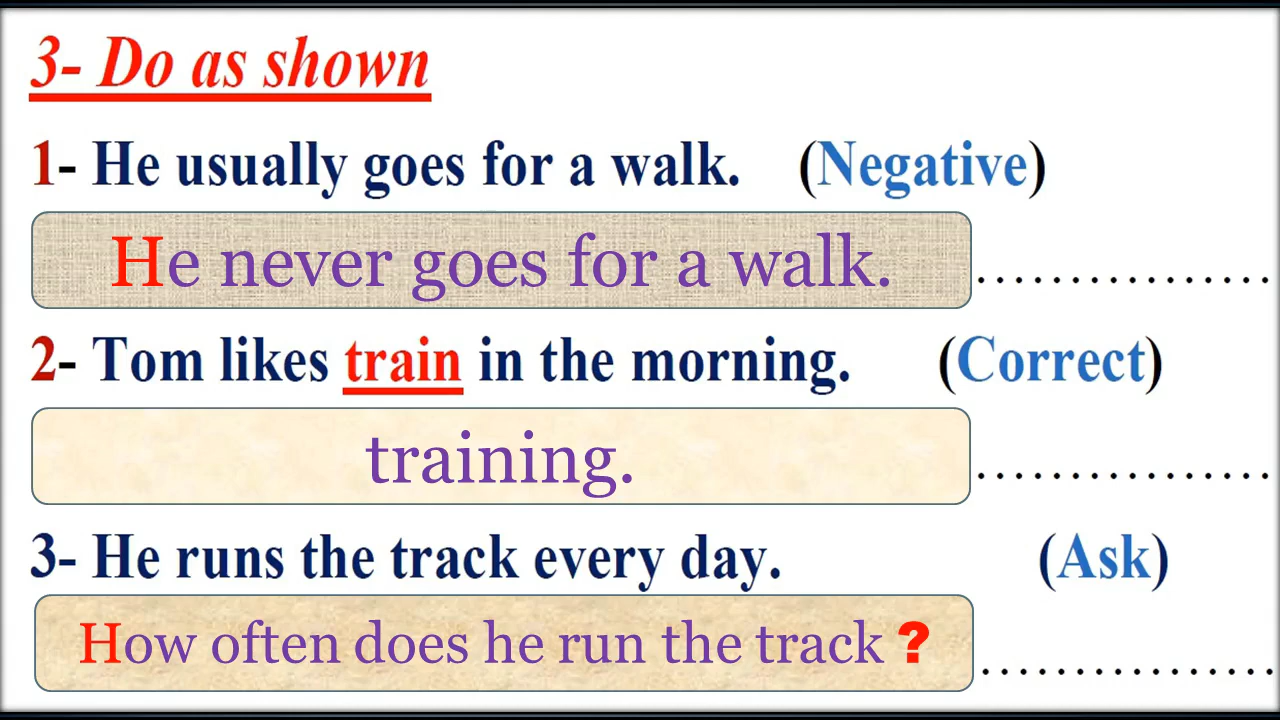 3- Do as shown
1- He usually goes for a walk. (Negative)
He never goes for a walk. ................
2- Tom likes train in the morning. (Correct)
training. ................
3- He runs the track every day. (Ask)
How often does he run the track ? ................